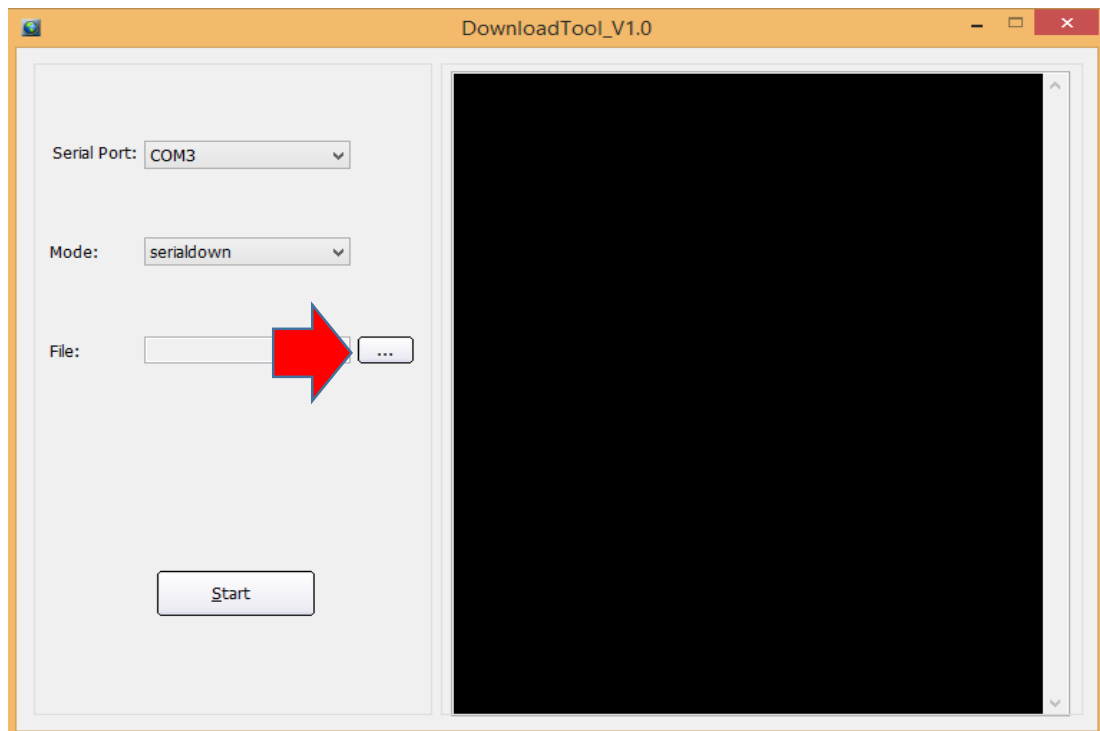 DownloadTool_V1.0
Serial Port: COM3
Mode: serialdown
File: ...
Start